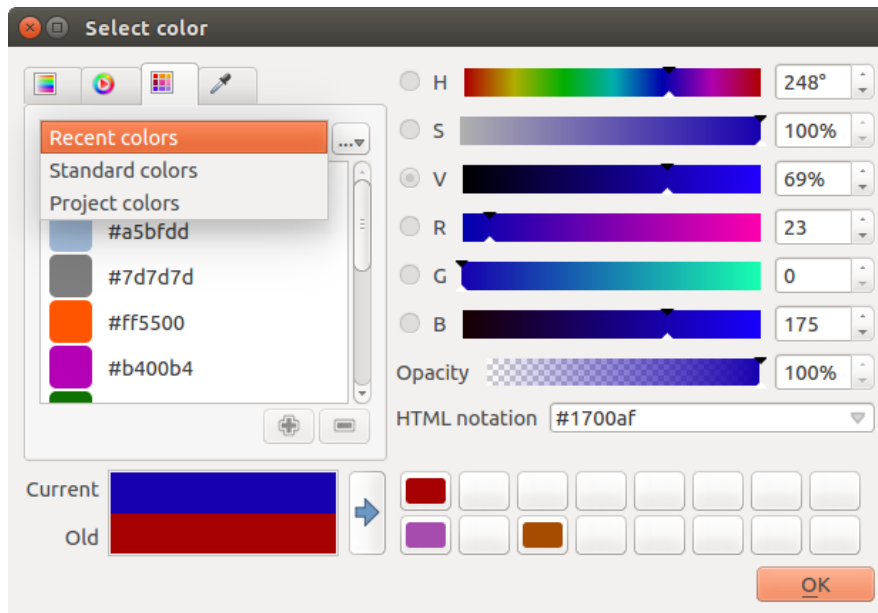 Select color
Recent colors
...
Standard colors
Project colors
#a5bfdd
#7d7d7d
#ff5500
#b400b4
H 248°
S 100%
V 69%
R 23
G 0
B 175
Opacity 100%
HTML notation #1700af
Current
Old
OK